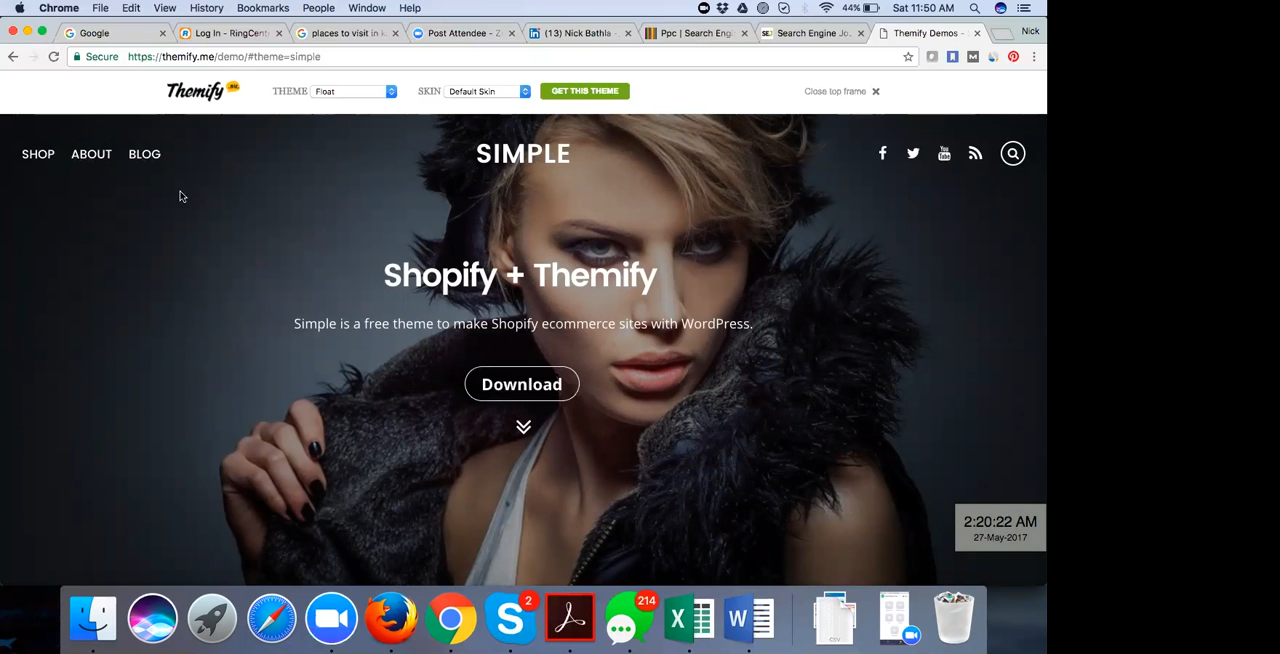 Chrome File Edit View History Bookmarks People Window Help 44% Sat 11:50 AM
Google Log In - RingCent places to visit in k Post Attendee - Z (13) Nick Bathla - Ppc | Search Eng Search Engine Jo Themify Demos - Nick
Secure https://themify.me/demo/#theme=simple
Themify .me THEME Float SKIN Default Skin GET THIS THEME Close top frame
SHOP ABOUT BLOG SIMPLE You Tube
Shopify + Themify
Simple is a free theme to make Shopify ecommerce sites with WordPress.
Download
2:20:22 AM
27-May-2017
2 214
S X W CSV